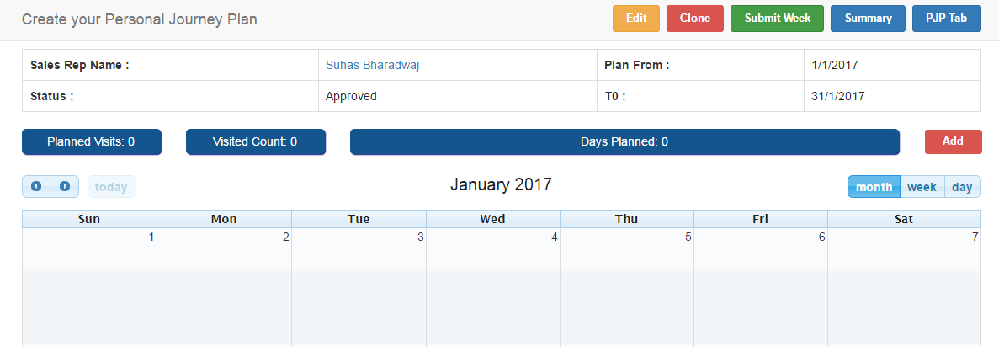 Create your Personal Journey Plan Edit Clone Submit Week Summary PJP Tab
Sales Rep Name : Suhas Bharadwaj Plan From : 1/1/2017
Status : Approved T0 : 31/1/2017
Planned Visits: 0 Visited Count: 0 Days Planned: 0 Add
today January 2017 month week day
Sun Mon Tue Wed Thu Fri Sat
1 2 3 4 5 6 7